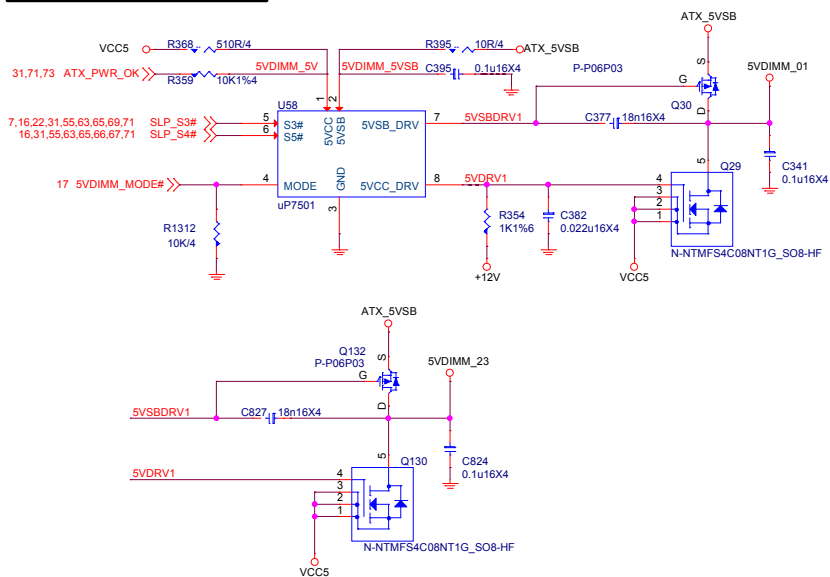 ATX_5VSB
VCC5 R368 510R/4 R395 10R/4 ATX_5VSB
31,71,73 ATX_PWR_OK R359 10K1%4 5VDIMM_5V 5VDIMM_5VSB C395 0.1u16X4
P-P06P03 5VDIMM_01
S
G
D
Q30
U58
1 2
7,16,22,31,55,63,65,69,71 SLP_S3# 5 S3# 5VCC 5VSB 5VSB_DRV 7 5VSBDRV1 C377 18n16X4
16,31,55,63,65,66,67,71 SLP_S4# 6 S5#
C341
0.1u16X4
17 5VDIMM_MODE# 4 MODE GND 5VCC_DRV 8 5VDRV1
uP7501 3
5 Q29
4
3
2
1
R1312
10K/4
R354
1K1%6
C382
0.022u16X4
+12V
VCC5
N-NTMFS4C08NT1G_SO8-HF
ATX_5VSB
Q132
P-P06P03
S
G
D
5VDIMM_23
5VSBDRV1 C827 18n16X4
C824
0.1u16X4
5 Q130
5VDRV1 4
3
2
1
N-NTMFS4C08NT1G_SO8-HF
VCC5